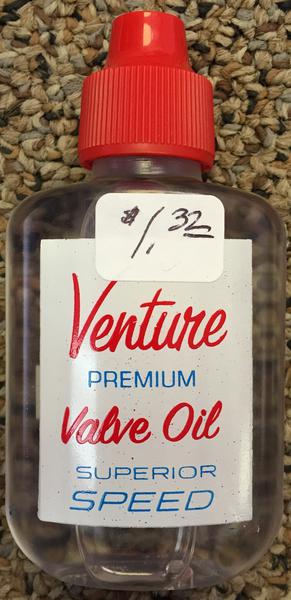 $1.32
Venture
PREMIUM
Valve Oil
SUPERIOR
SPEED